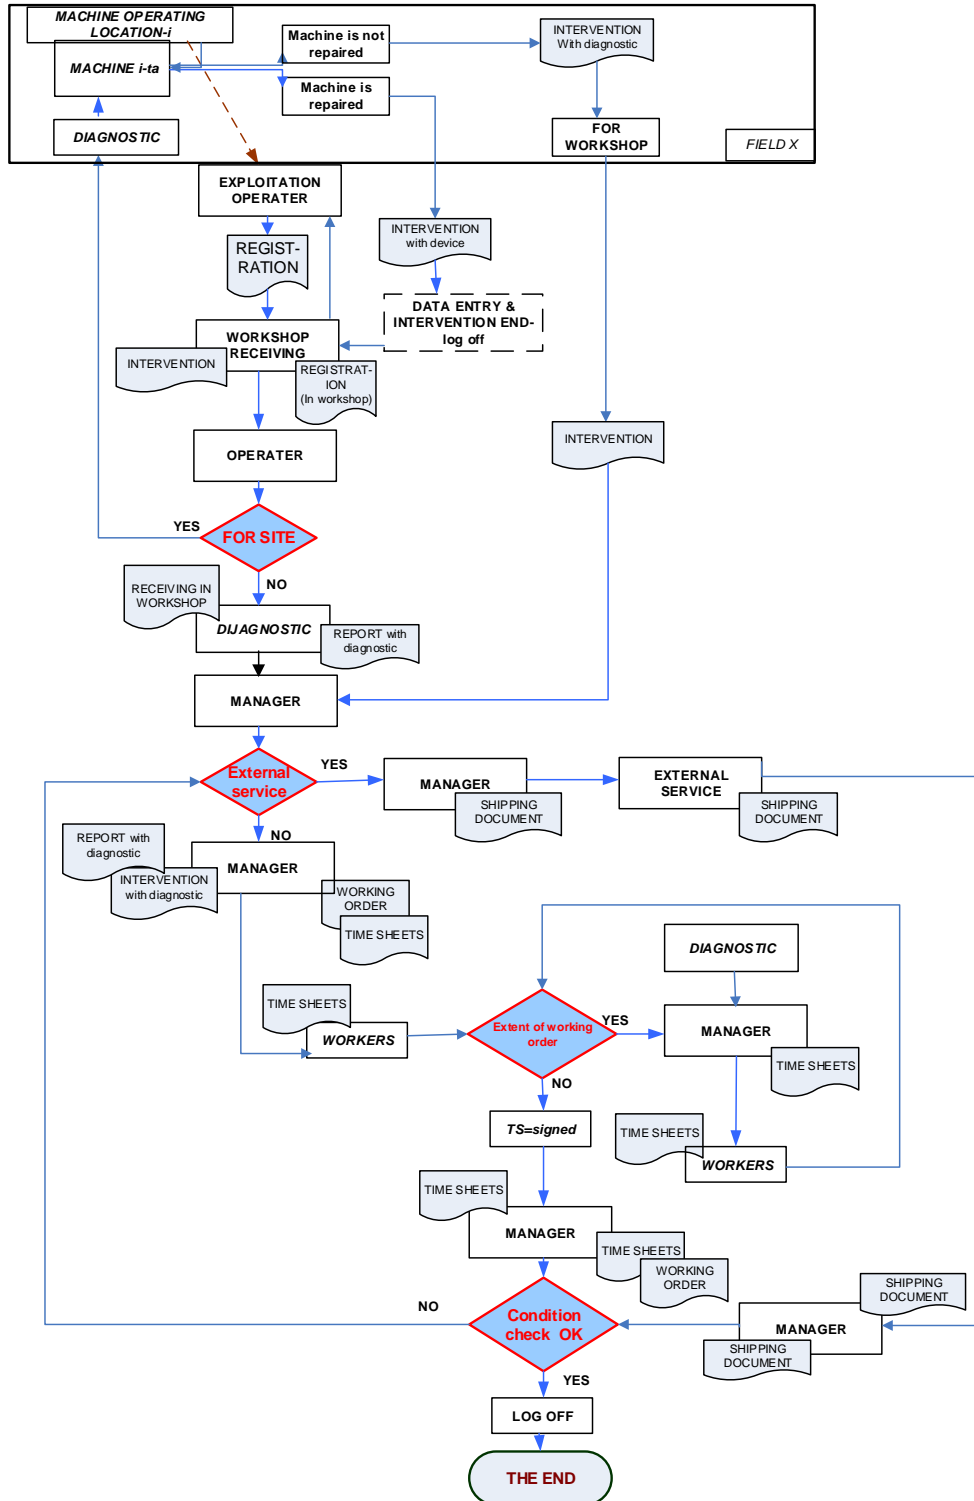 MACHINE OPERATING
LOCATION-i
MACHINE i-ta
DIAGNOSTIC
Machine is not
repaired
Machine is
repaired
INTERVENTION
With diagnostic
FOR
WORKSHOP
FIELD X
EXPLOITATION
OPERATER
REGIST-
RATION
INTERVENTION
with device
DATA ENTRY &
INTERVENTION END-
log off
WORKSHOP
RECEIVING
INTERVENTION
REGISTRAT-
ION
(In workshop)
OPERATER
INTERVENTION
YES
FOR SITE
NO
RECEIVING IN
WORKSHOP
DIJAGNOSTIC
REPORT with
diagnostic
MANAGER
External
service
YES
MANAGER
SHIPPING
DOCUMENT
EXTERNAL
SERVICE
SHIPPING
DOCUMENT
NO
REPORT with
diagnostic
MANAGER
INTERVENTION
with diagnostic
WORKING
ORDER
TIME SHEETS
DIAGNOSTIC
TIME SHEETS
WORKERS
Extent of working
order
YES
MANAGER
TIME SHEETS
NO
TS=signed
TIME SHEETS
WORKERS
TIME SHEETS
MANAGER
TIME SHEETS
WORKING
ORDER
NO
Condition
check OK
SHIPPING
DOCUMENT
MANAGER
SHIPPING
DOCUMENT
YES
LOG OFF
THE END